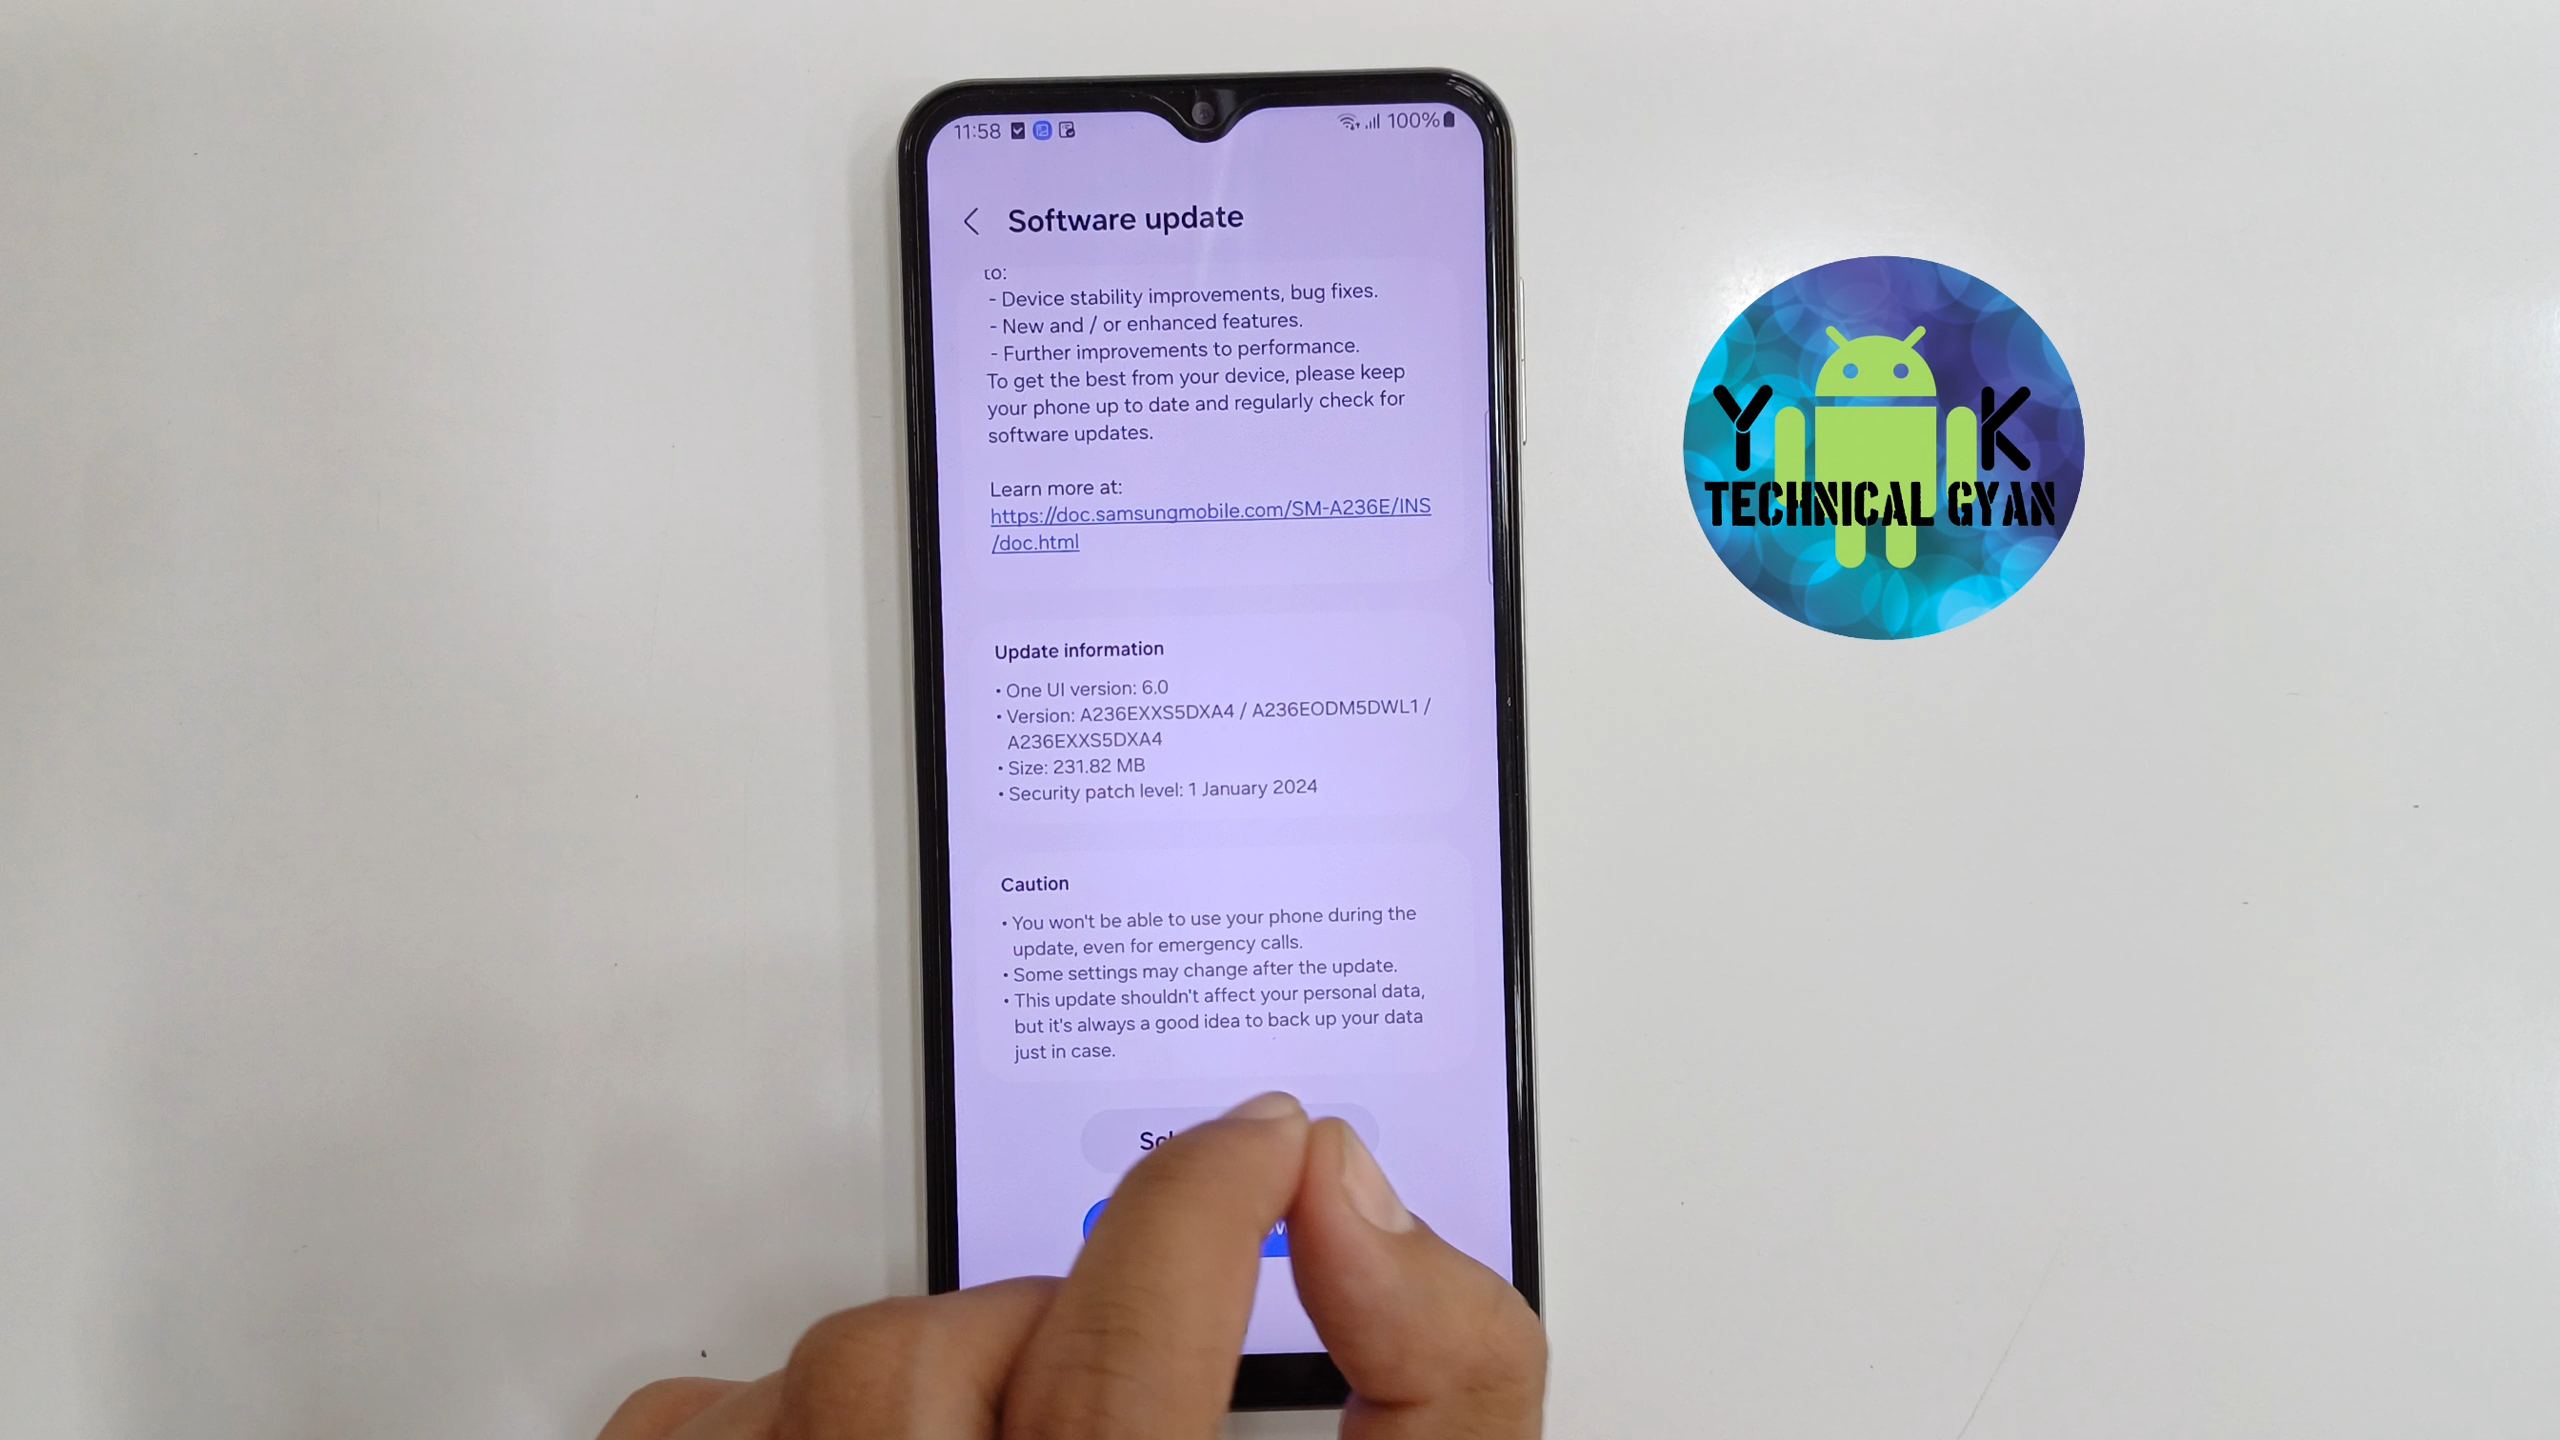 11:58
100%
Software update
to:
- Device stability improvements, bug fixes.
- New and / or enhanced features.
- Further improvements to performance.
To get the best from your device, please keep
your phone up to date and regularly check for
software updates.
Learn more at:
https://doc.samsungmobile.com/SM-A236E/INS
/doc.html
Update information
• One UI version: 6.0
• Version: A236EXXS5DXA4 / A236EODM5DWL1 /
A236EXXS5DXA4
• Size: 231.82 MB
• Security patch level: 1 January 2024
Caution
• You won't be able to use your phone during the
update, even for emergency calls.
• Some settings may change after the update.
• This update shouldn't affect your personal data,
but it's always a good idea to back up your data
just in case.
Y K
TECHNICAL GYAN